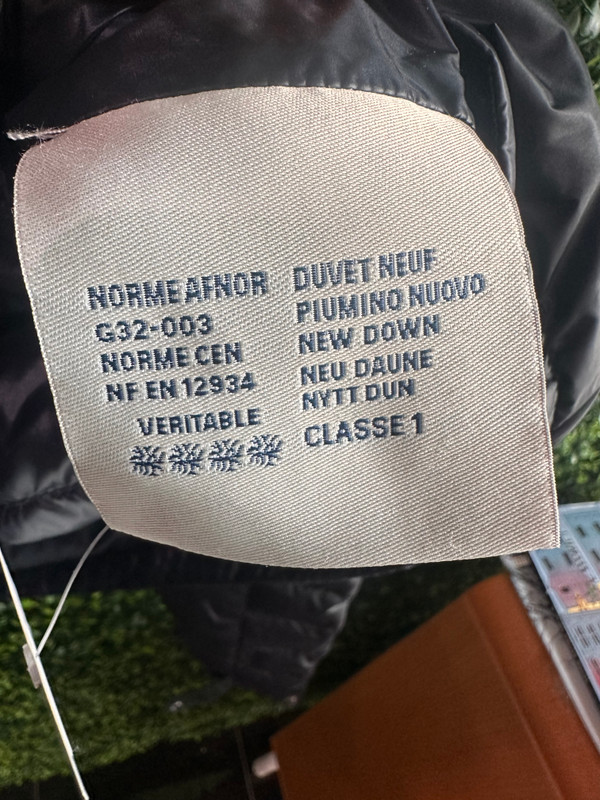 NORME AFNOR
G32-003
NORME CEN
NF EN 12934
VERITABLE
DUVET NEUF
PIUMINO NUOVO
NEW DOWN
NEU DAUNE
NYTT DUN
CLASSE 1